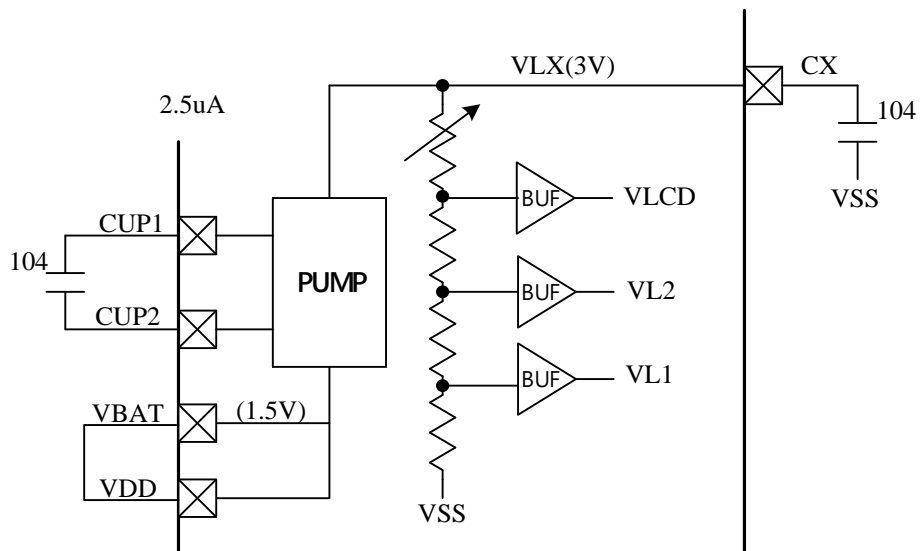 VLX(3V)
CX
2.5uA
104
CUP1
BUF
VLCD
VSS
104
PUMP
BUF
VL2
CUP2
BUF
VL1
VBAT
(1.5V)
VDD
VSS